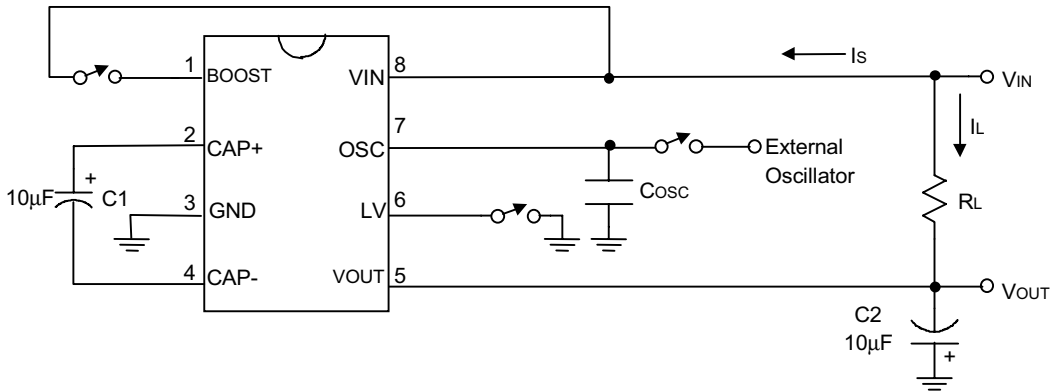 IS
1 BOOST VIN 8
VIN
IL
2 CAP+ OSC 7
External
Oscillator
10μF + C1
COSC
3 GND LV 6
RL
4 CAP- VOUT 5
VOUT
C2
10μF
+